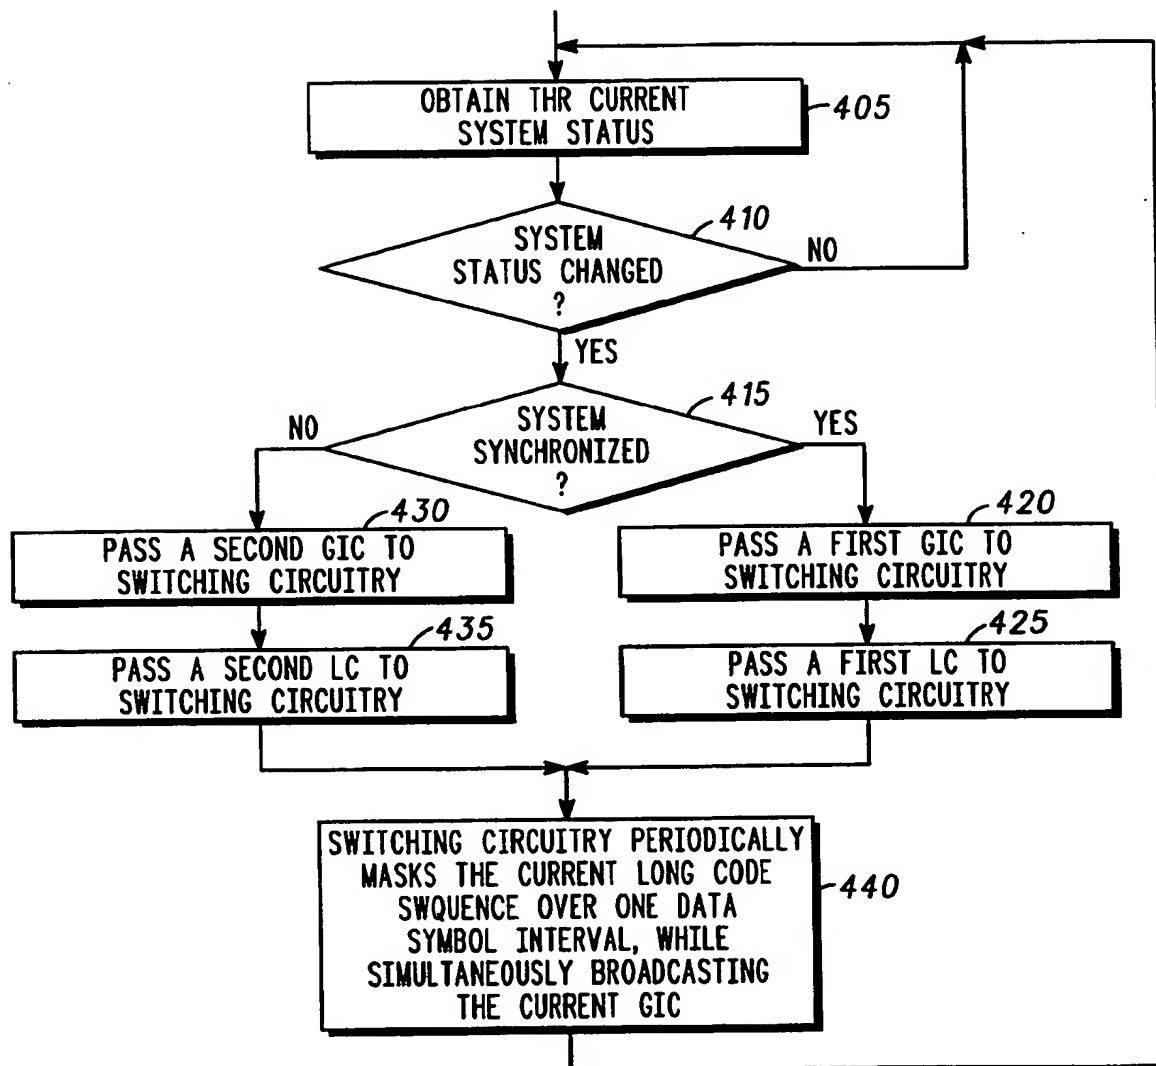 OBTAIN THR CURRENT
SYSTEM STATUS
405
410
SYSTEM
STATUS CHANGED
?
NO
YES
415
SYSTEM
SYNCHRONIZED
?
NO
YES
430
PASS A SECOND GIC TO
SWITCHING CIRCUITRY
420
PASS A FIRST GIC TO
SWITCHING CIRCUITRY
435
PASS A SECOND LC TO
SWITCHING CIRCUITRY
425
PASS A FIRST LC TO
SWITCHING CIRCUITRY
SWITCHING CIRCUITRY PERIODICALLY
MASKS THE CURRENT LONG CODE
SWQUENCE OVER ONE DATA
SYMBOL INTERVAL, WHILE
SIMULTANEOUSLY BROADCASTING
THE CURRENT GIC
440